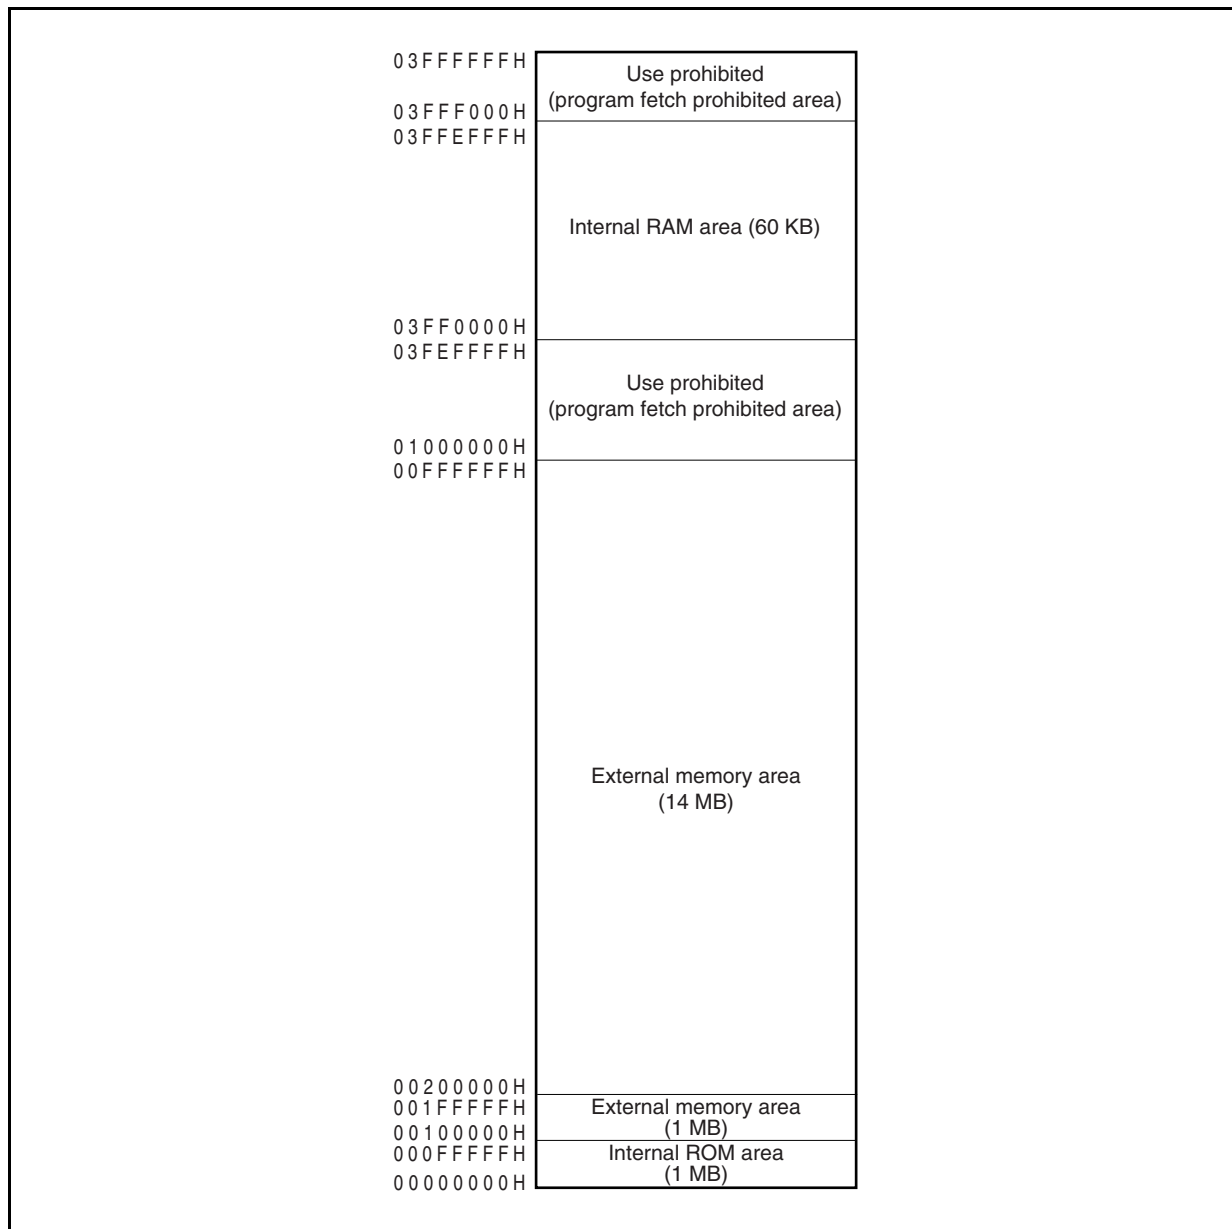 03FFFFFFH
Use prohibited
(program fetch prohibited area)
03FFF000H
03FFEFFFH
Internal RAM area (60 KB)
03FF0000H
03FEFFFFH
Use prohibited
(program fetch prohibited area)
01000000H
00FFFFFFH
External memory area
(14 MB)
00200000H
001FFFFFH
External memory area
(1 MB)
00100000H
000FFFFFH
Internal ROM area
(1 MB)
00000000H